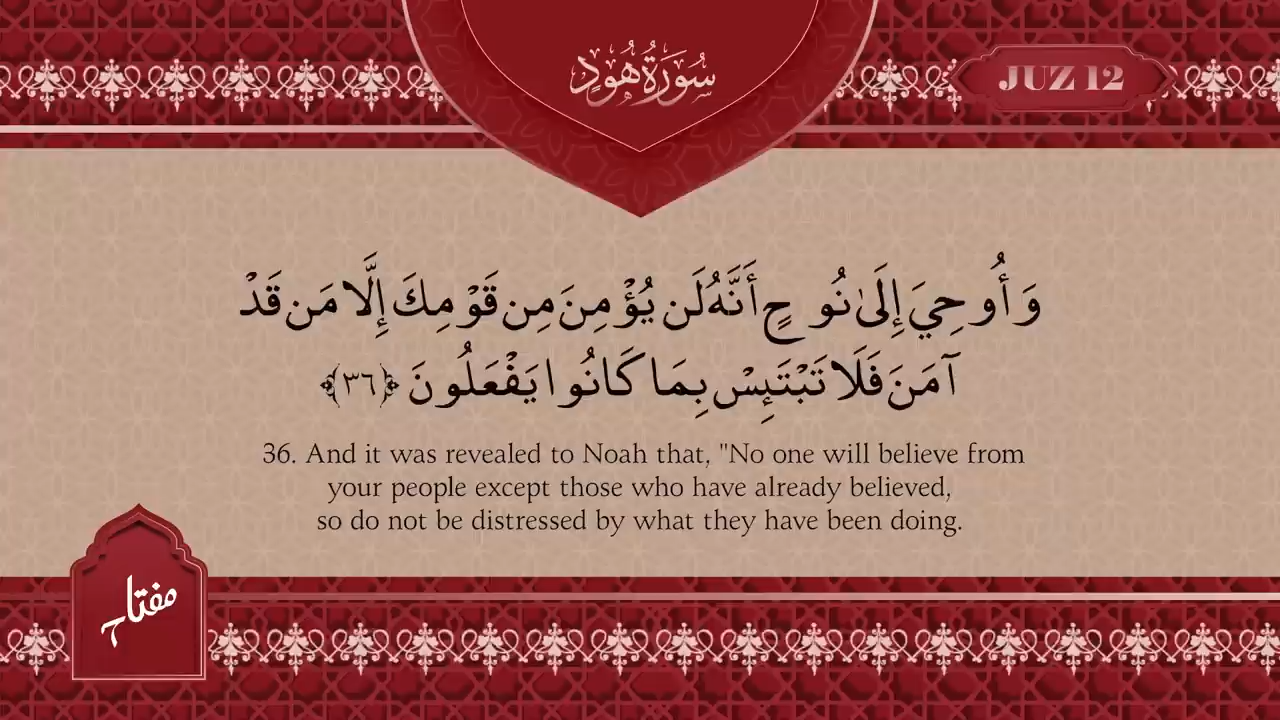 سُورَةُ هُودٍ
JUZ 12
وَأُوحِيَ إِلَىٰ نُوحٍ أَنَّهُ لَن يُؤْمِنَ مِن قَوْمِكَ إِلَّا مَن قَدْ
آمَنَ فَلَا تَبْتَئِسْ بِمَا كَانُوا يَفْعَلُونَ ﴿٣٦﴾
36. And it was revealed to Noah that, "No one will believe from
your people except those who have already believed,
so do not be distressed by what they have been doing.
مفتاح